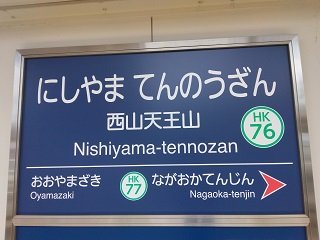 にしやま てんのうざん
西山天王山
HK
76
Nishiyama-tennozan
おおやまざき
Oyamazaki
HK
77
ながおかてんじん
Nagaoka-tenjin